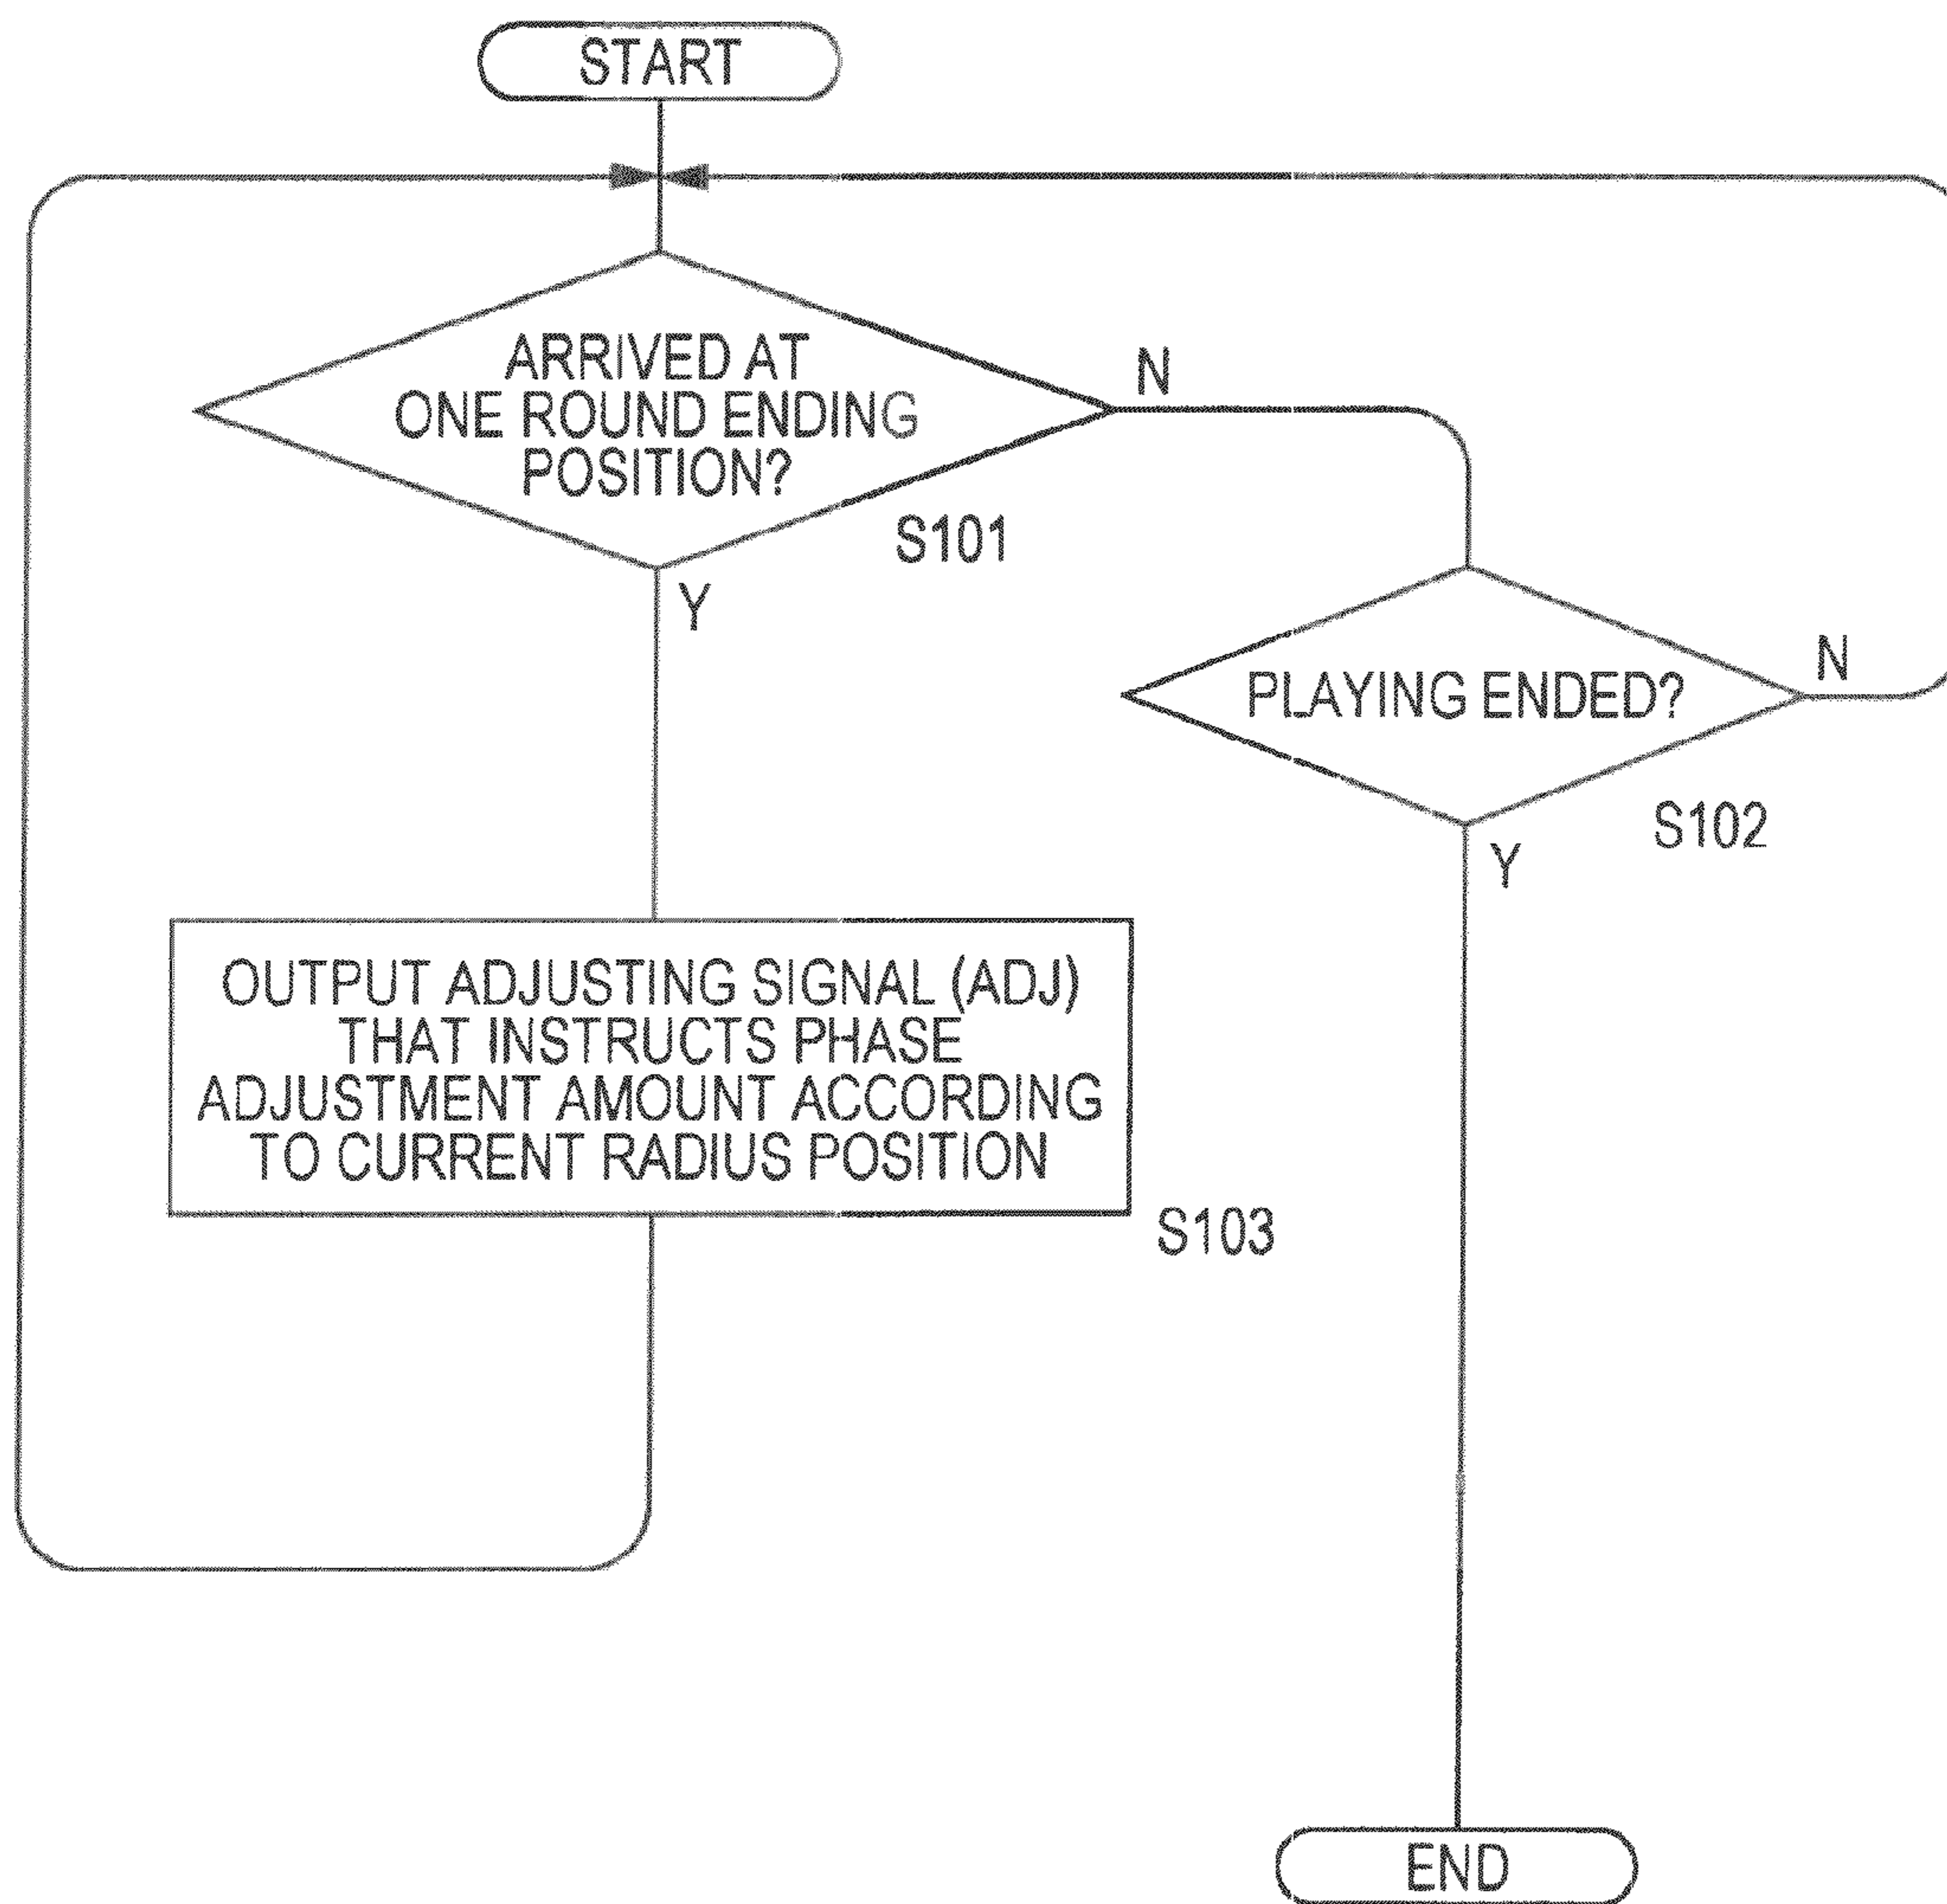 START
ARRIVED AT
ONE ROUND ENDING
POSITION?
N
S101
Y
PLAYING ENDED?
N
S102
Y
OUTPUT ADJUSTING SIGNAL (ADJ)
THAT INSTRUCTS PHASE
ADJUSTMENT AMOUNT ACCORDING
TO CURRENT RADIUS POSITION
S103
END